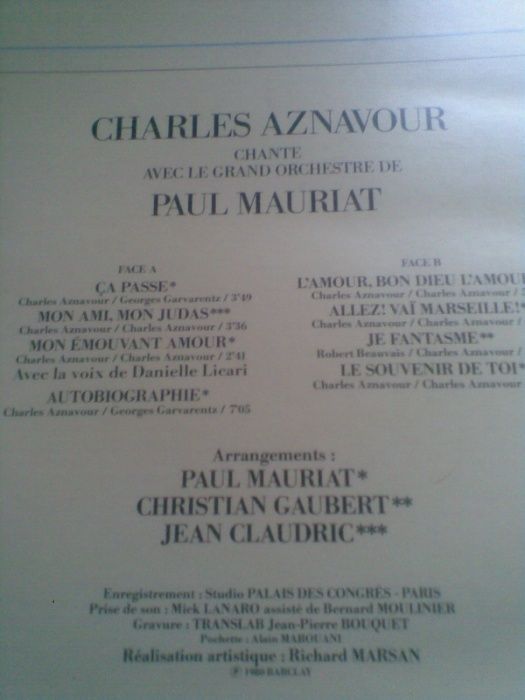 CHARLES AZNAVOUR
CHANTE
AVEC LE GRAND ORCHESTRE DE
PAUL MAURIAT
FACE A
ÇA PASSE*
Charles Aznavour / Georges Garvarentz / 3'49
MON AMI, MON JUDAS***
Charles Aznavour / Charles Aznavour / 3'36
MON ÉMOUVANT AMOUR*
Charles Aznavour / Charles Aznavour / 2'41
Avec la voix de Danielle Licari
AUTOBIOGRAPHIE*
Charles Aznavour / Georges Garvarentz / 7'05
FACE B
L'AMOUR, BON DIEU L'AMOU
Charles Aznavour / Charles Aznavour /
ALLEZ! VAÏ MARSEILLE!*
Charles Aznavour / Charles Aznavour /
JE FANTASME**
Robert Beauvais / Charles Aznavour /
LE SOUVENIR DE TOI*
Charles Aznavour / Charles Aznavour
Arrangements :
PAUL MAURIAT*
CHRISTIAN GAUBERT**
JEAN CLAUDRIC***
Enregistrement : Studio PALAIS DES CONGRÈS - PARIS
Prise de son : Mick LANARO assisté de Bernard MOULINIER
Gravure : TRANSLAB Jean-Pierre BOUQUET
Pochette : Alain MAROUANI
Réalisation artistique : Richard MARSAN
℗ 1980 BARCLAY